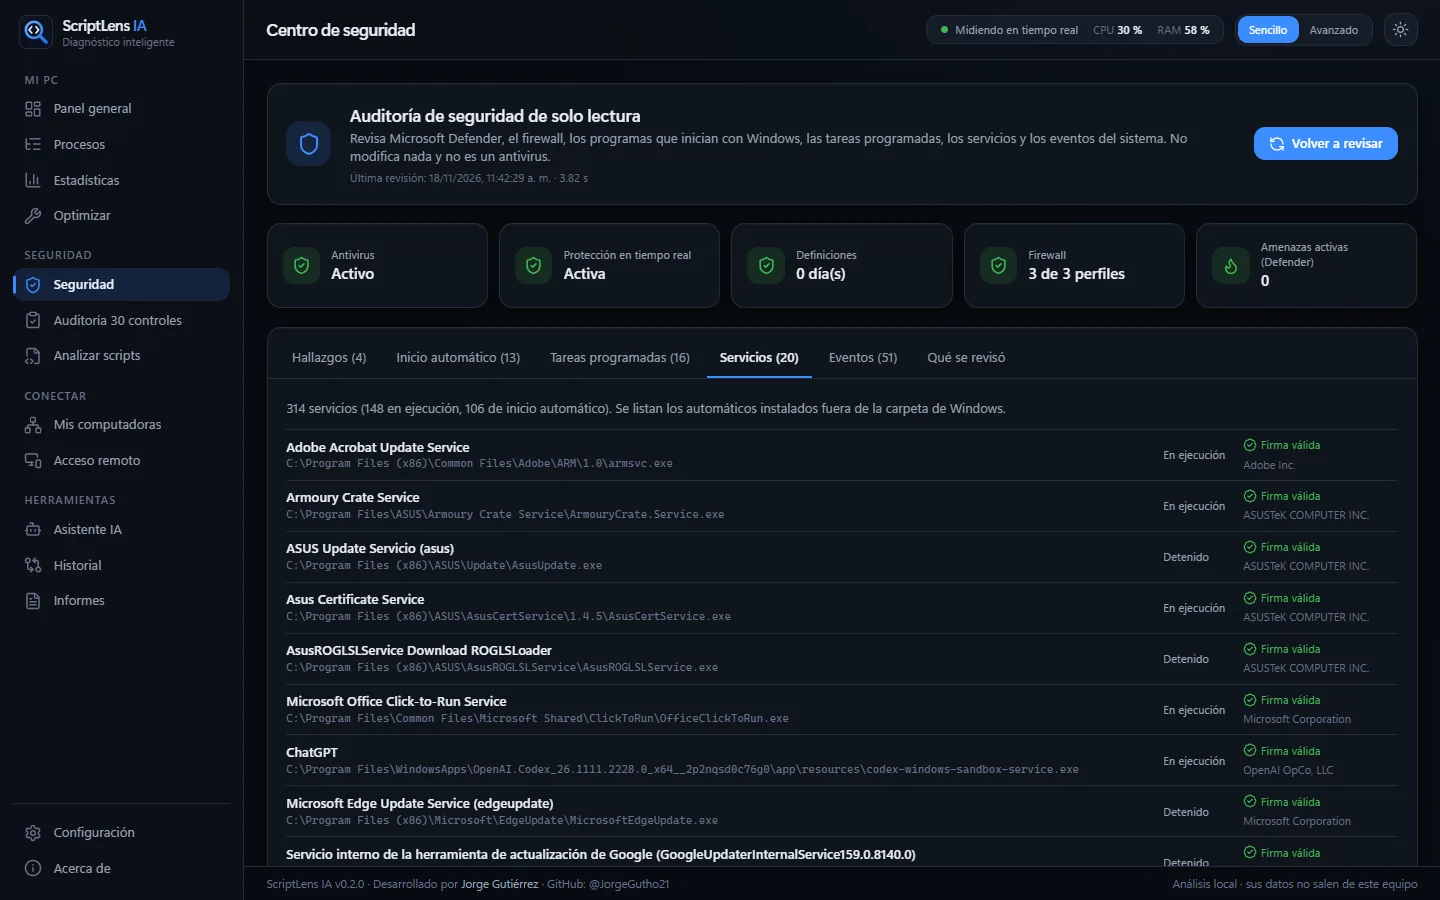 ScriptLens IA
Diagnóstico inteligente
MI PC
Panel general
Procesos
Estadísticas
Optimizar
SEGURIDAD
Seguridad
Auditoría 30 controles
Analizar scripts
CONECTAR
Mis computadoras
Acceso remoto
HERRAMIENTAS
Asistente IA
Historial
Informes
Configuración
Acerca de
Centro de seguridad
Midiendo en tiempo real CPU 30 % RAM 58 %
Sencillo Avanzado
Auditoría de seguridad de solo lectura
Revisa Microsoft Defender, el firewall, los programas que inician con Windows, las tareas programadas, los servicios y los eventos del sistema. No
modifica nada y no es un antivirus.
Última revisión: 18/11/2026, 11:42:29 a. m. · 3.82 s
Volver a revisar
Antivirus
Activo
Protección en tiempo real
Activa
Definiciones
0 día(s)
Firewall
3 de 3 perfiles
Amenazas activas
(Defender)
0
Hallazgos (4) Inicio automático (13) Tareas programadas (16) Servicios (20) Eventos (51) Qué se revisó
314 servicios (148 en ejecución, 106 de inicio automático). Se listan los automáticos instalados fuera de la carpeta de Windows.
Adobe Acrobat Update Service
C:\Program Files (x86)\Common Files\Adobe\ARM\1.0\armsvc.exe
En ejecución
Firma válida
Adobe Inc.
Armoury Crate Service
C:\Program Files\ASUS\Armoury Crate Service\ArmouryCrate.Service.exe
En ejecución
Firma válida
ASUSTeK COMPUTER INC.
ASUS Update Servicio (asus)
C:\Program Files (x86)\ASUS\Update\AsusUpdate.exe
Detenido
Firma válida
ASUSTeK COMPUTER INC.
Asus Certificate Service
C:\Program Files (x86)\ASUS\AsusCertService\1.4.5\AsusCertService.exe
En ejecución
Firma válida
ASUSTeK COMPUTER INC.
AsusROGLSLService Download ROGLSLoader
C:\Program Files (x86)\ASUS\AsusROGLSLService\AsusROGLSLService.exe
Detenido
Firma válida
ASUSTeK COMPUTER INC.
Microsoft Office Click-to-Run Service
C:\Program Files\Common Files\Microsoft Shared\ClickToRun\OfficeClickToRun.exe
En ejecución
Firma válida
Microsoft Corporation
ChatGPT
C:\Program Files\WindowsApps\OpenAI.Codex_26.1111.2228.0_x64__2p2nqsd0c76g0\app\resources\codex-windows-sandbox-service.exe
En ejecución
Firma válida
OpenAI OpCo, LLC
Microsoft Edge Update Service (edgeupdate)
C:\Program Files (x86)\Microsoft\EdgeUpdate\MicrosoftEdgeUpdate.exe
Detenido
Firma válida
Microsoft Corporation
Servicio interno de la herramienta de actualización de Google (GoogleUpdaterInternalService159.0.8140.0)
Detenido
Firma válida
ScriptLens IA v0.2.0 · Desarrollado por Jorge Gutiérrez · GitHub: @JorgeGutho21
Análisis local · sus datos no salen de este equipo